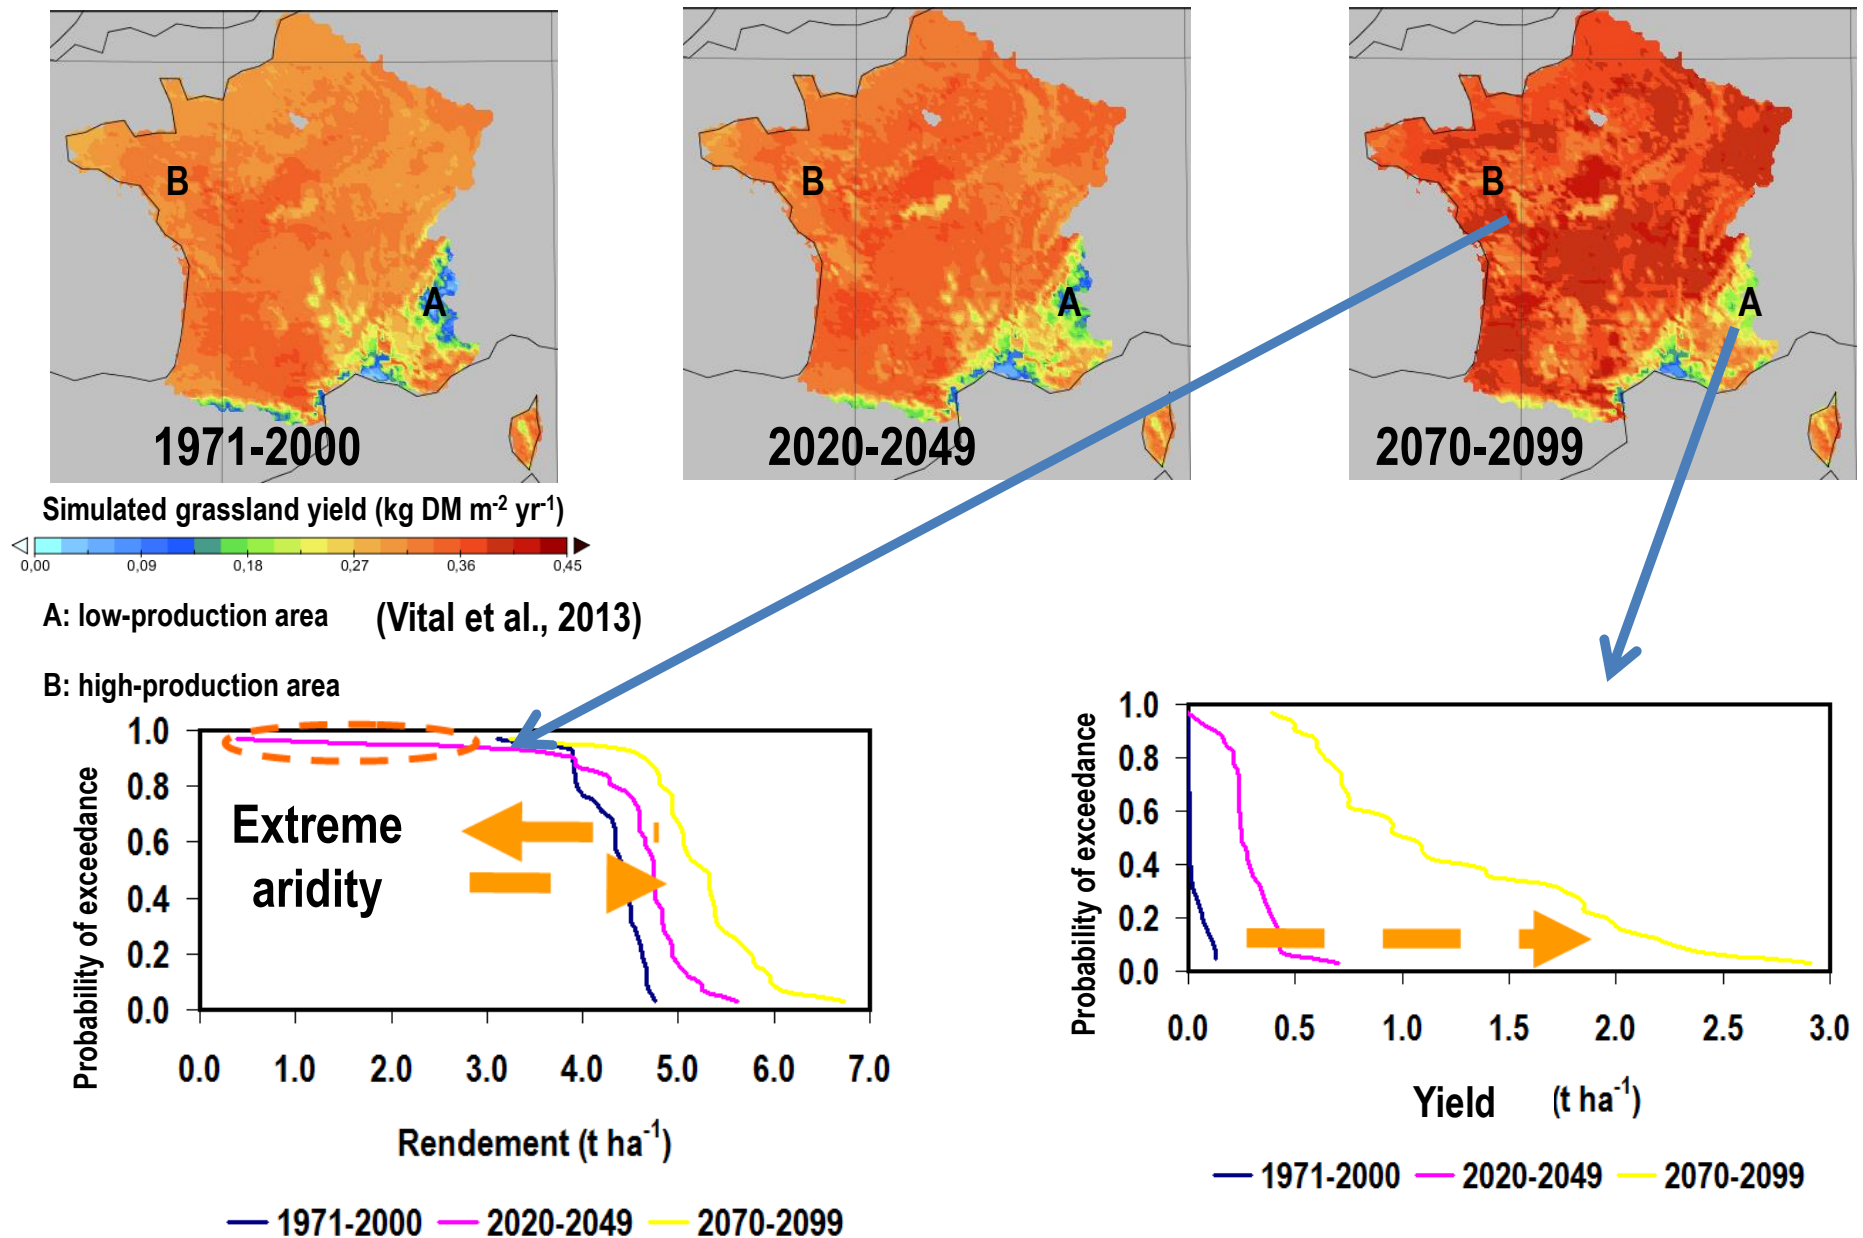 B
A
1971-2000
B
A
2020-2049
B
A
2070-2099
Simulated grassland yield (kg DM m-2 yr-1)
0,00 0,09 0,18 0,27 0,36 0,45
A: low-production area (Vital et al., 2013)
B: high-production area
Probability of exceedance
1.0
0.8
0.6
0.4
0.2
0.0
Extreme
aridity
0.0 1.0 2.0 3.0 4.0 5.0 6.0 7.0
Rendement (t ha-1)
1971-2000 2020-2049 2070-2099
Probability of exceedance
1.0
0.8
0.6
0.4
0.2
0.0
0.0 0.5 1.0 1.5 2.0 2.5 3.0
Yield (t ha-1)
1971-2000 2020-2049 2070-2099